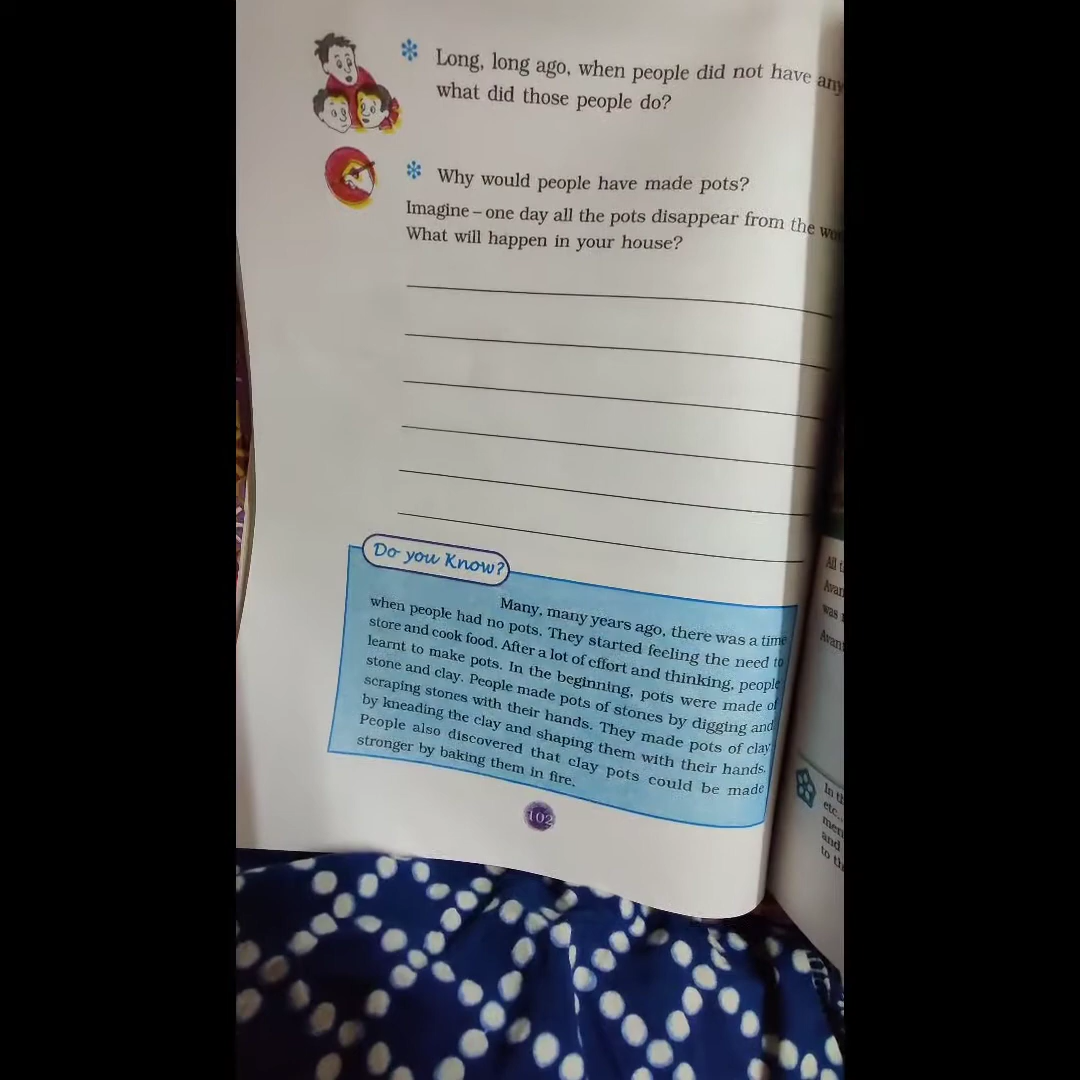 Long, long ago, when people did not have any
what did those people do?
Why would people have made pots?
Imagine – one day all the pots disappear from the
What will happen in your house?
Do you Know?
Many, many years ago, there was a time
when people had no pots. They started feeling the need to
store and cook food. After a lot of effort and thinking, people
learnt to make pots. In the beginning, pots were made of
stone and clay. People made pots of stones by digging and
scraping stones with their hands. They made pots of clay
by kneading the clay and shaping them with their hands.
People also discovered that clay pots could be made
stronger by baking them in fire.
102
All
was
In
etc..
and